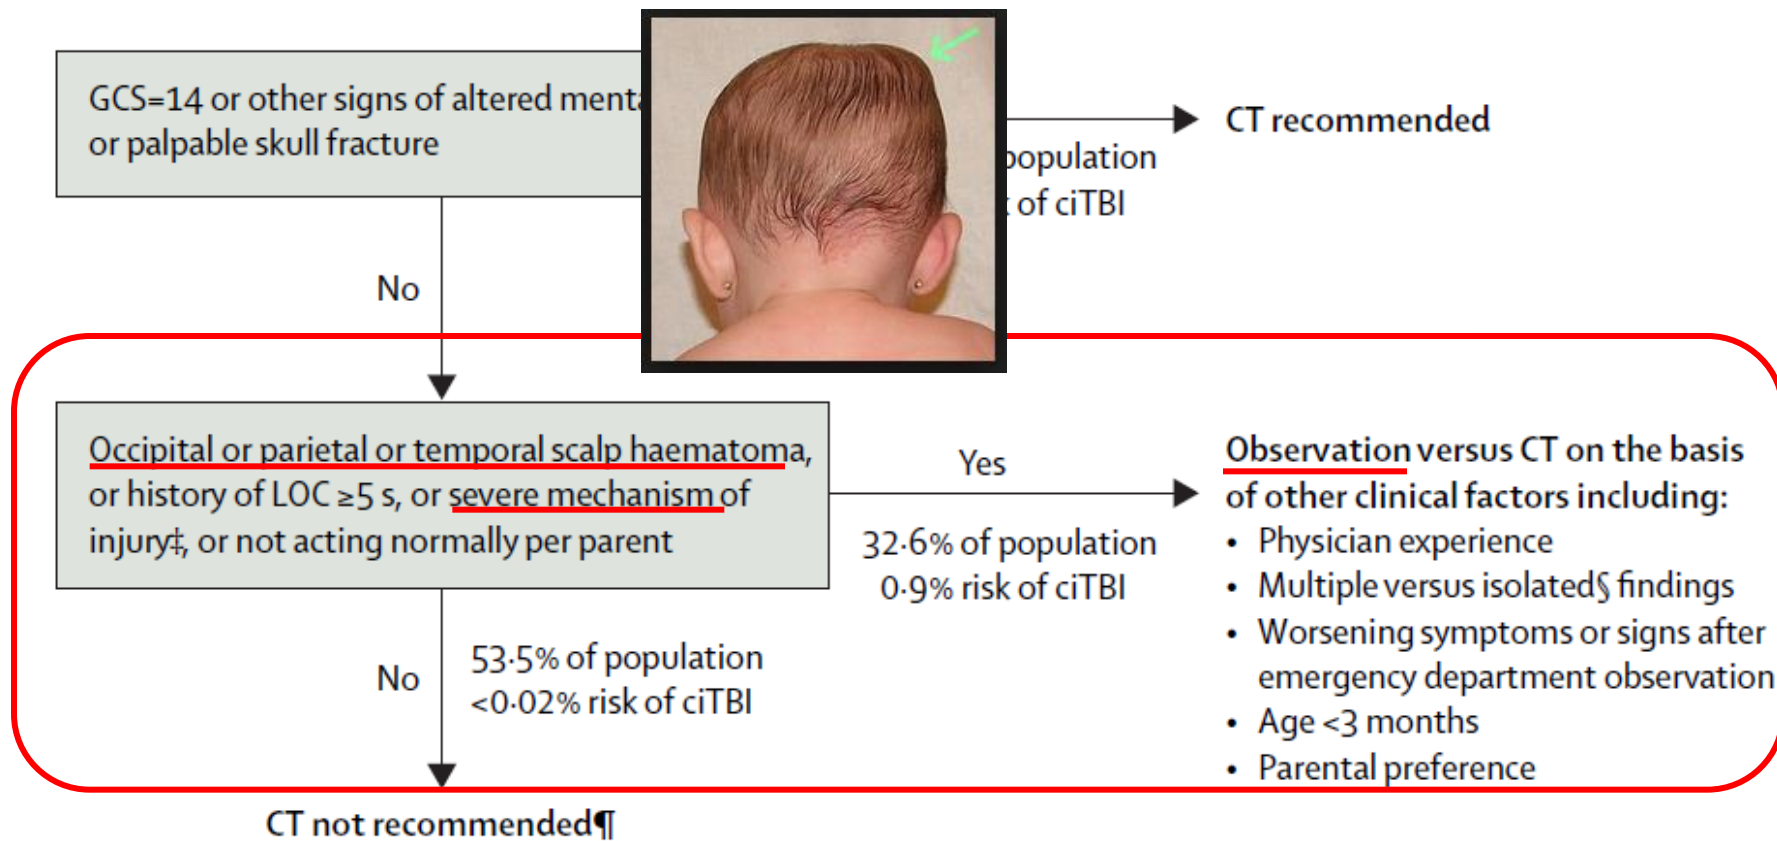 GCS=14 or other signs of altered
or palpable skull fracture
CT recommended
population
of ciTBI
No
Occipital or parietal or temporal scalp haematoma,
or history of LOC ≥5 s, or severe mechanism of
injury‡, or not acting normally per parent
Yes
32·6% of population
0·9% risk of ciTBI
Observation versus CT on the basis
of other clinical factors including:
• Physician experience
• Multiple versus isolated§ findings
• Worsening symptoms or signs after
emergency department observation
• Age <3 months
• Parental preference
No
53·5% of population
<0·02% risk of ciTBI
CT not recommended¶